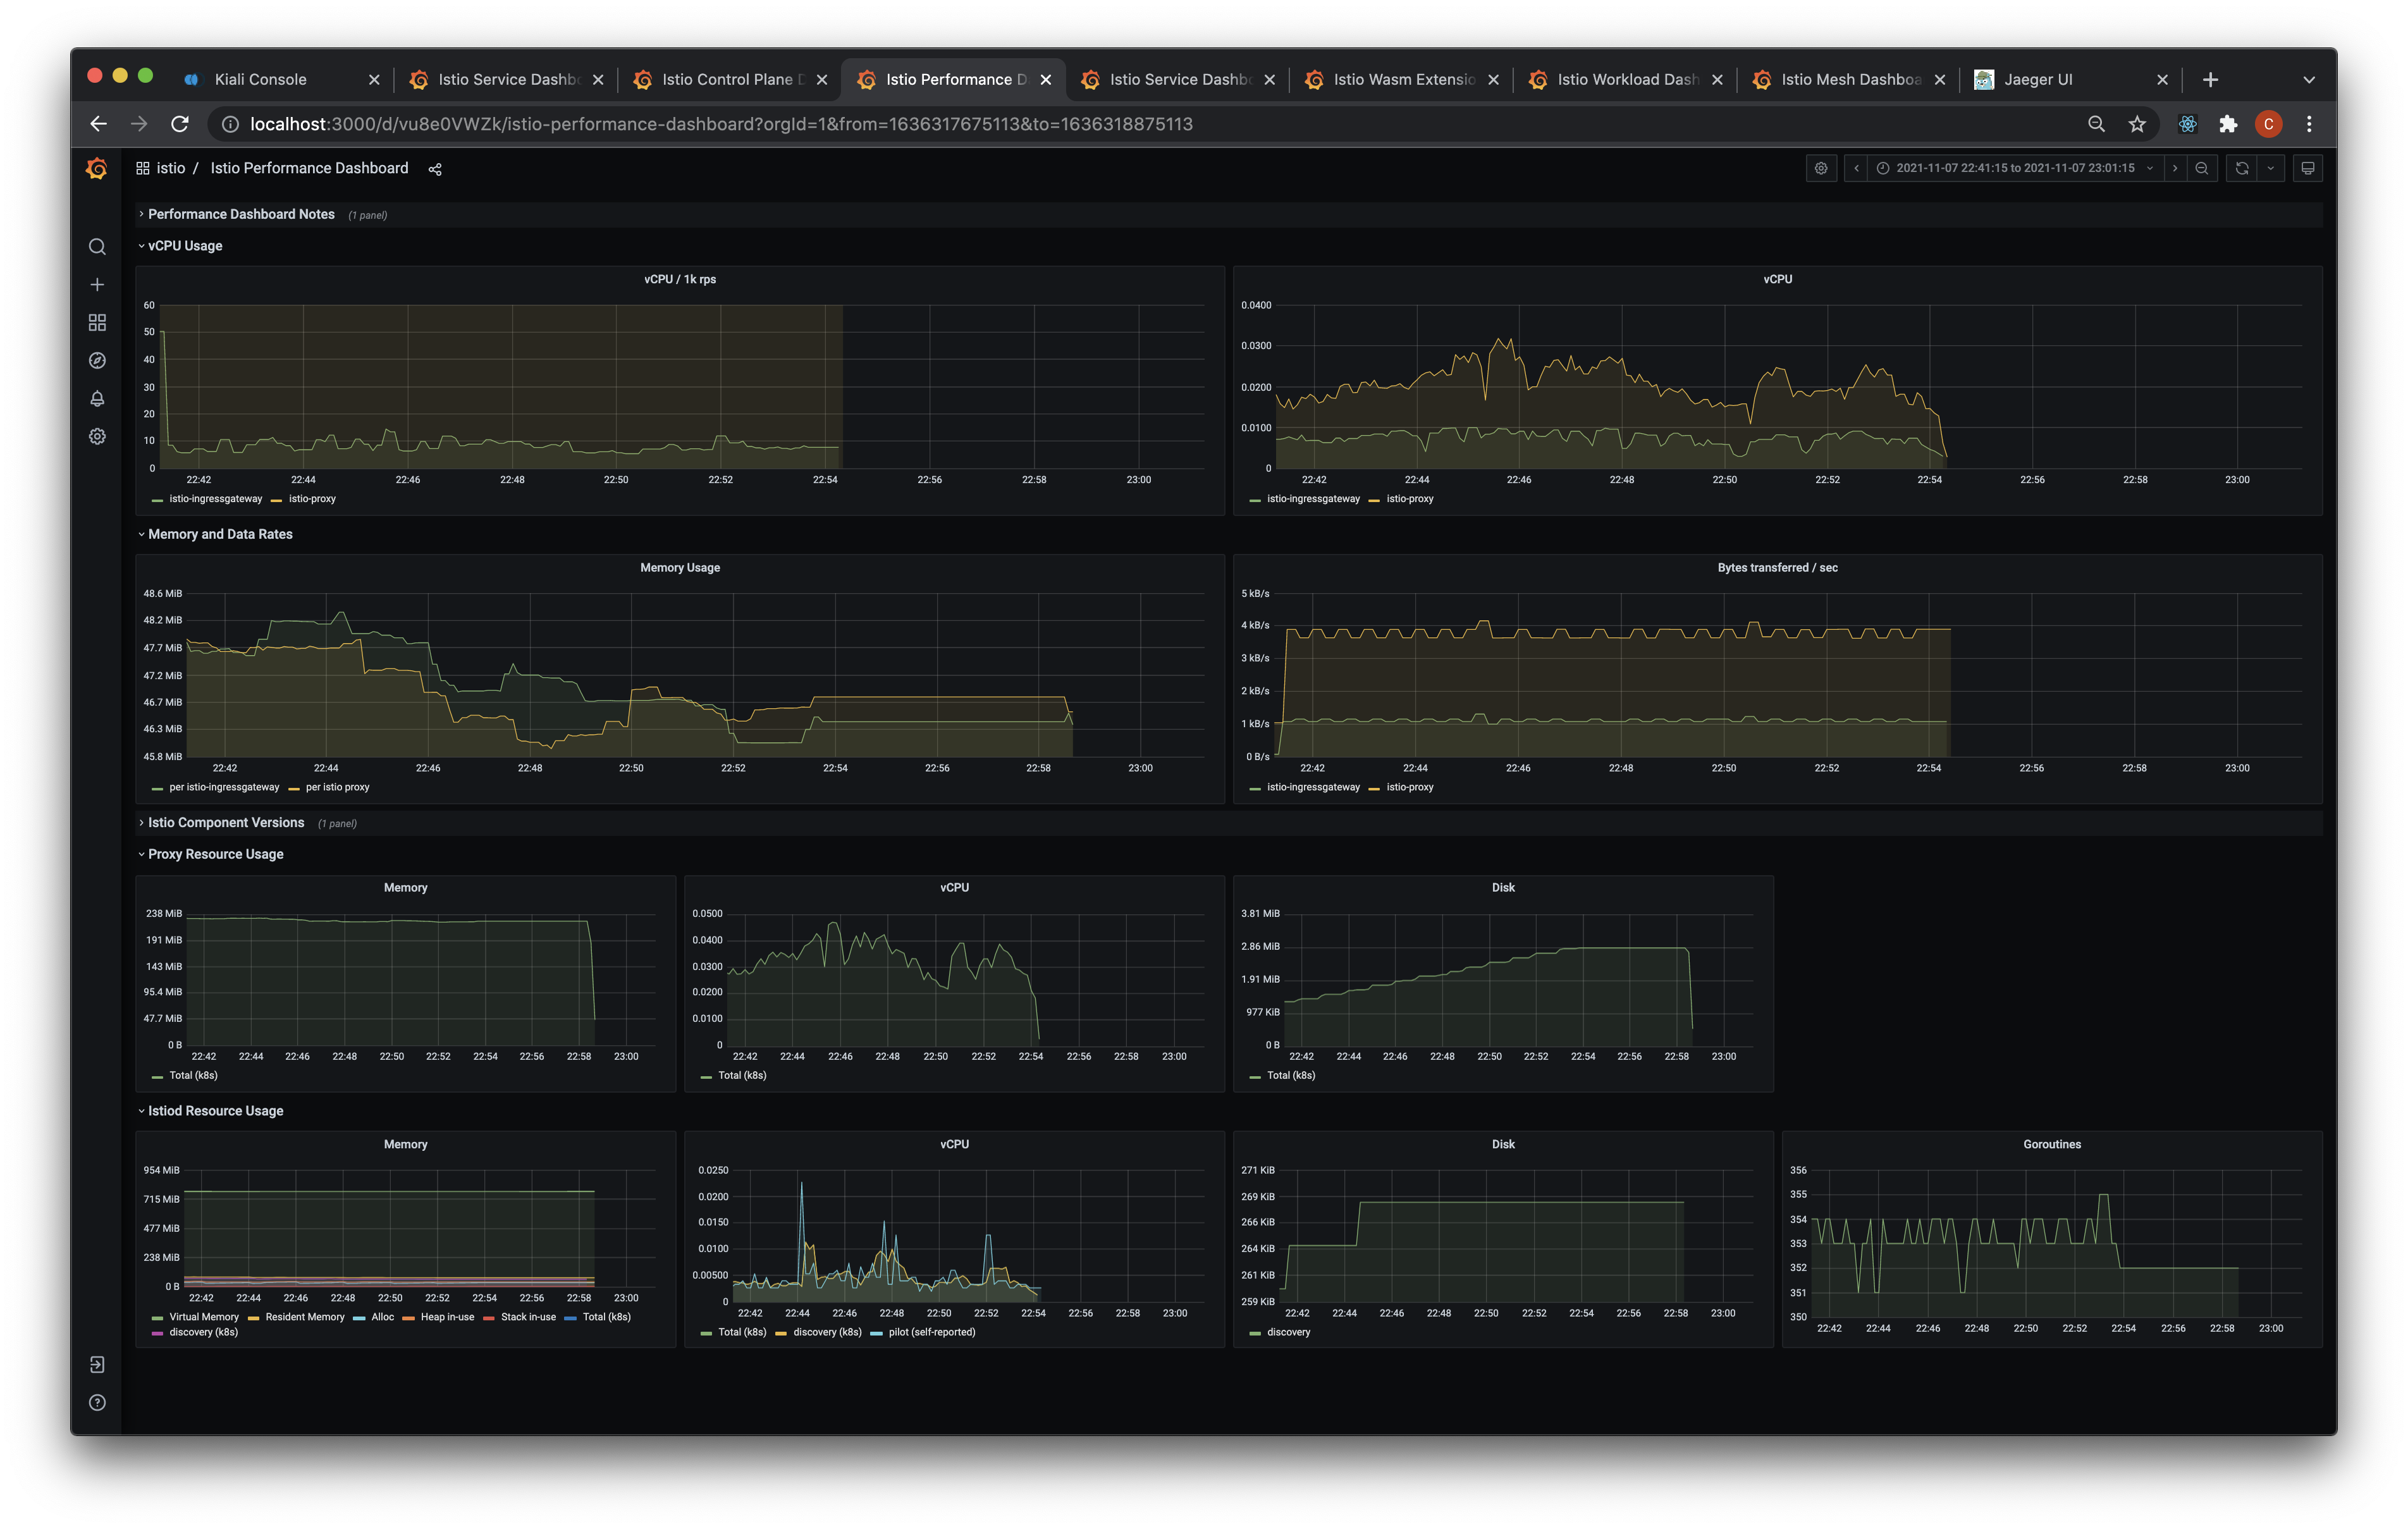 Kiali Console
Istio Service Dashbo
Istio Control Plane D
Istio Performance D
Istio Service Dashbo
Istio Wasm Extensio
Istio Workload Dash
Istio Mesh Dashboa
Jaeger UI
localhost:3000/d/vu8e0VWZk/istio-performance-dashboard?orgId=1&from=1636317675113&to=1636318875113
C
istio / Istio Performance Dashboard
2021-11-07 22:41:15 to 2021-11-07 23:01:15
Performance Dashboard Notes (1 panel)
vCPU Usage
vCPU / 1k rps
60
50
40
30
20
10
0
22:42 22:44 22:46 22:48 22:50 22:52 22:54 22:56 22:58 23:00
istio-ingressgateway istio-proxy
vCPU
0.0400
0.0300
0.0200
0.0100
0
22:42 22:44 22:46 22:48 22:50 22:52 22:54 22:56 22:58 23:00
istio-ingressgateway istio-proxy
Memory and Data Rates
Memory Usage
48.6 MiB
48.2 MiB
47.7 MiB
47.2 MiB
46.7 MiB
46.3 MiB
45.8 MiB
22:42 22:44 22:46 22:48 22:50 22:52 22:54 22:56 22:58 23:00
per istio-ingressgateway per istio proxy
Bytes transferred / sec
5 kB/s
4 kB/s
3 kB/s
2 kB/s
1 kB/s
0 B/s
22:42 22:44 22:46 22:48 22:50 22:52 22:54 22:56 22:58 23:00
istio-ingressgateway istio-proxy
Istio Component Versions (1 panel)
Proxy Resource Usage
Memory
238 MiB
191 MiB
143 MiB
95.4 MiB
47.7 MiB
0 B
22:42 22:44 22:46 22:48 22:50 22:52 22:54 22:56 22:58 23:00
Total (k8s)
vCPU
0.0500
0.0400
0.0300
0.0200
0.0100
0
22:42 22:44 22:46 22:48 22:50 22:52 22:54 22:56 22:58 23:00
Total (k8s)
Disk
3.81 MiB
2.86 MiB
1.91 MiB
977 KiB
0 B
22:42 22:44 22:46 22:48 22:50 22:52 22:54 22:56 22:58 23:00
Total (k8s)
Istiod Resource Usage
Memory
954 MiB
715 MiB
477 MiB
238 MiB
0 B
22:42 22:44 22:46 22:48 22:50 22:52 22:54 22:56 22:58 23:00
Virtual Memory Resident Memory Alloc Heap in-use Stack in-use Total (k8s)
discovery (k8s)
vCPU
0.0250
0.0200
0.0150
0.0100
0.00500
0
22:42 22:44 22:46 22:48 22:50 22:52 22:54 22:56 22:58 23:00
Total (k8s) discovery (k8s) pilot (self-reported)
Disk
271 KiB
269 KiB
266 KiB
264 KiB
261 KiB
259 KiB
22:42 22:44 22:46 22:48 22:50 22:52 22:54 22:56 22:58 23:00
discovery
Goroutines
356
355
354
353
352
351
350
22:42 22:44 22:46 22:48 22:50 22:52 22:54 22:56 22:58 23:00